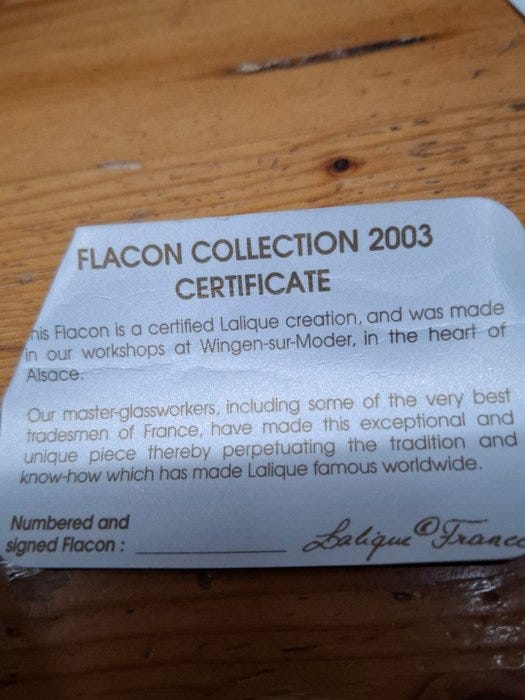 FLACON COLLECTION 2003
CERTIFICATE
his Flacon is a certified Lalique creation, and was made
in our workshops at Wingen-sur-Moder, in the heart of
Alsace.
Our master-glassworkers, including some of the very best
tradesmen of France, have made this exceptional and
unique piece thereby perpetuating the tradition and
know-how which has made Lalique famous worldwide.
Numbered and
signed Flacon : ____________ Lalique © France